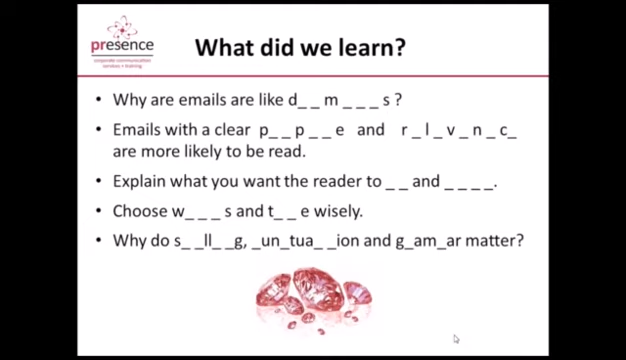 presence
corporate communication
services + training
What did we learn?
• Why are emails are like d_ _ m _ _ _ s ?
• Emails with a clear p_ _ p _ _ e and r _ l _ v _ n _ c_
are more likely to be read.
• Explain what you want the reader to _ _ and _ _ _ _.
• Choose w_ _ _ s and t_ _ e wisely.
• Why do s_ _ll_ _g, _un_tua_ _ion and g_am_ar matter?